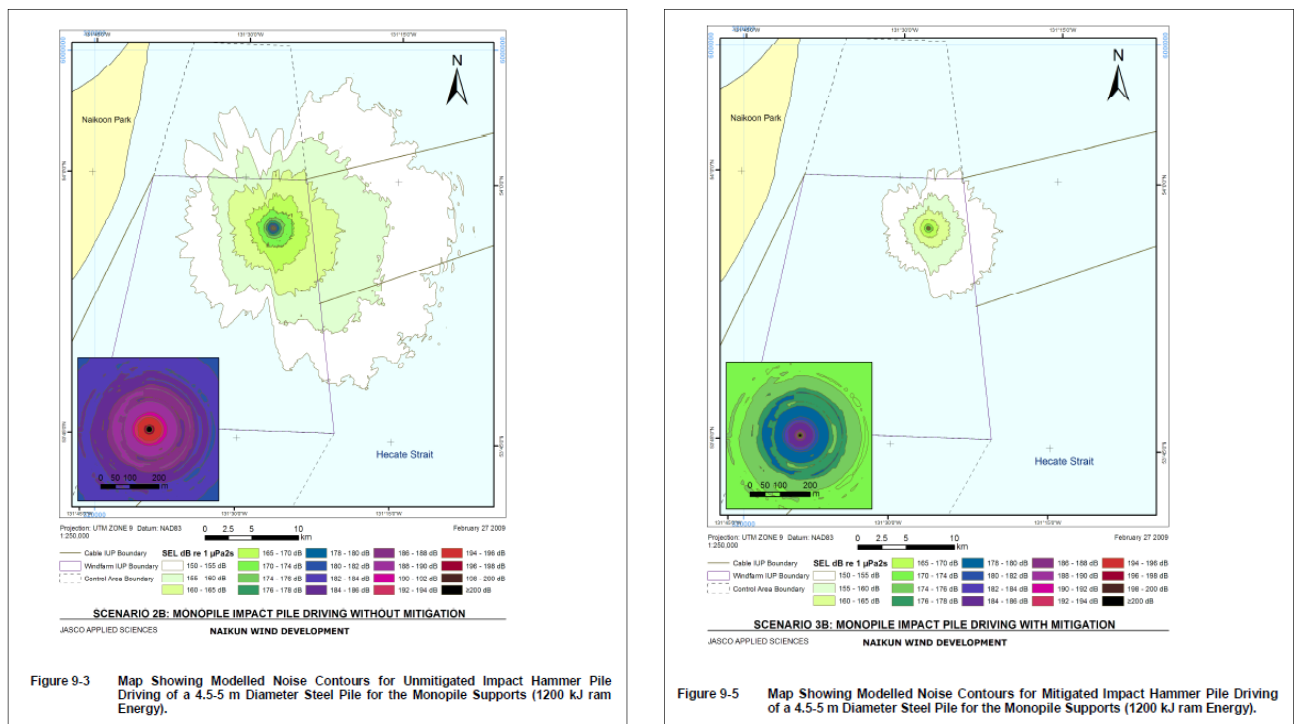 N
Naikoon Park
Hecate Strait
0 50 100 200
m
Projection: UTM ZONE 9 Datum: NAD83
1:250,000
0 2.5 5 10
km
February 27 2009
Cable IUP Boundary
Windfarm IUP Boundary
Control Area Boundary
SEL dB re 1 µPa2s
150 - 155 dB
155 - 160 dB
160 - 165 dB
165 - 170 dB
170 - 174 dB
174 - 176 dB
176 - 178 dB
178 - 180 dB
180 - 182 dB
182 - 184 dB
184 - 186 dB
186 - 188 dB
188 - 190 dB
190 - 192 dB
192 - 194 dB
194 - 196 dB
196 - 198 dB
198 - 200 dB
≥200 dB
SCENARIO 2B: MONOPILE IMPACT PILE DRIVING WITHOUT MITIGATION
JASCO APPLIED SCIENCES NAIKUN WIND DEVELOPMENT
Figure 9-3 Map Showing Modelled Noise Contours for Unmitigated Impact Hammer Pile
Driving of a 4.5-5 m Diameter Steel Pile for the Monopile Supports (1200 kJ ram
Energy).
N
Naikoon Park
Hecate Strait
0 50 100 200
m
Projection: UTM ZONE 9 Datum: NAD83
1:250,000
0 2.5 5 10
km
February 27 2009
Cable IUP Boundary
Windfarm IUP Boundary
Control Area Boundary
SEL dB re 1 µPa2s
150 - 155 dB
155 - 160 dB
160 - 165 dB
165 - 170 dB
170 - 174 dB
174 - 176 dB
176 - 178 dB
178 - 180 dB
180 - 182 dB
182 - 184 dB
184 - 186 dB
186 - 188 dB
188 - 190 dB
190 - 192 dB
192 - 194 dB
194 - 196 dB
196 - 198 dB
198 - 200 dB
≥200 dB
SCENARIO 3B: MONOPILE IMPACT PILE DRIVING WITH MITIGATION
JASCO APPLIED SCIENCES NAIKUN WIND DEVELOPMENT
Figure 9-5 Map Showing Modelled Noise Contours for Mitigated Impact Hammer Pile Driving
of a 4.5-5 m Diameter Steel Pile for the Monopile Supports (1200 kJ ram Energy).